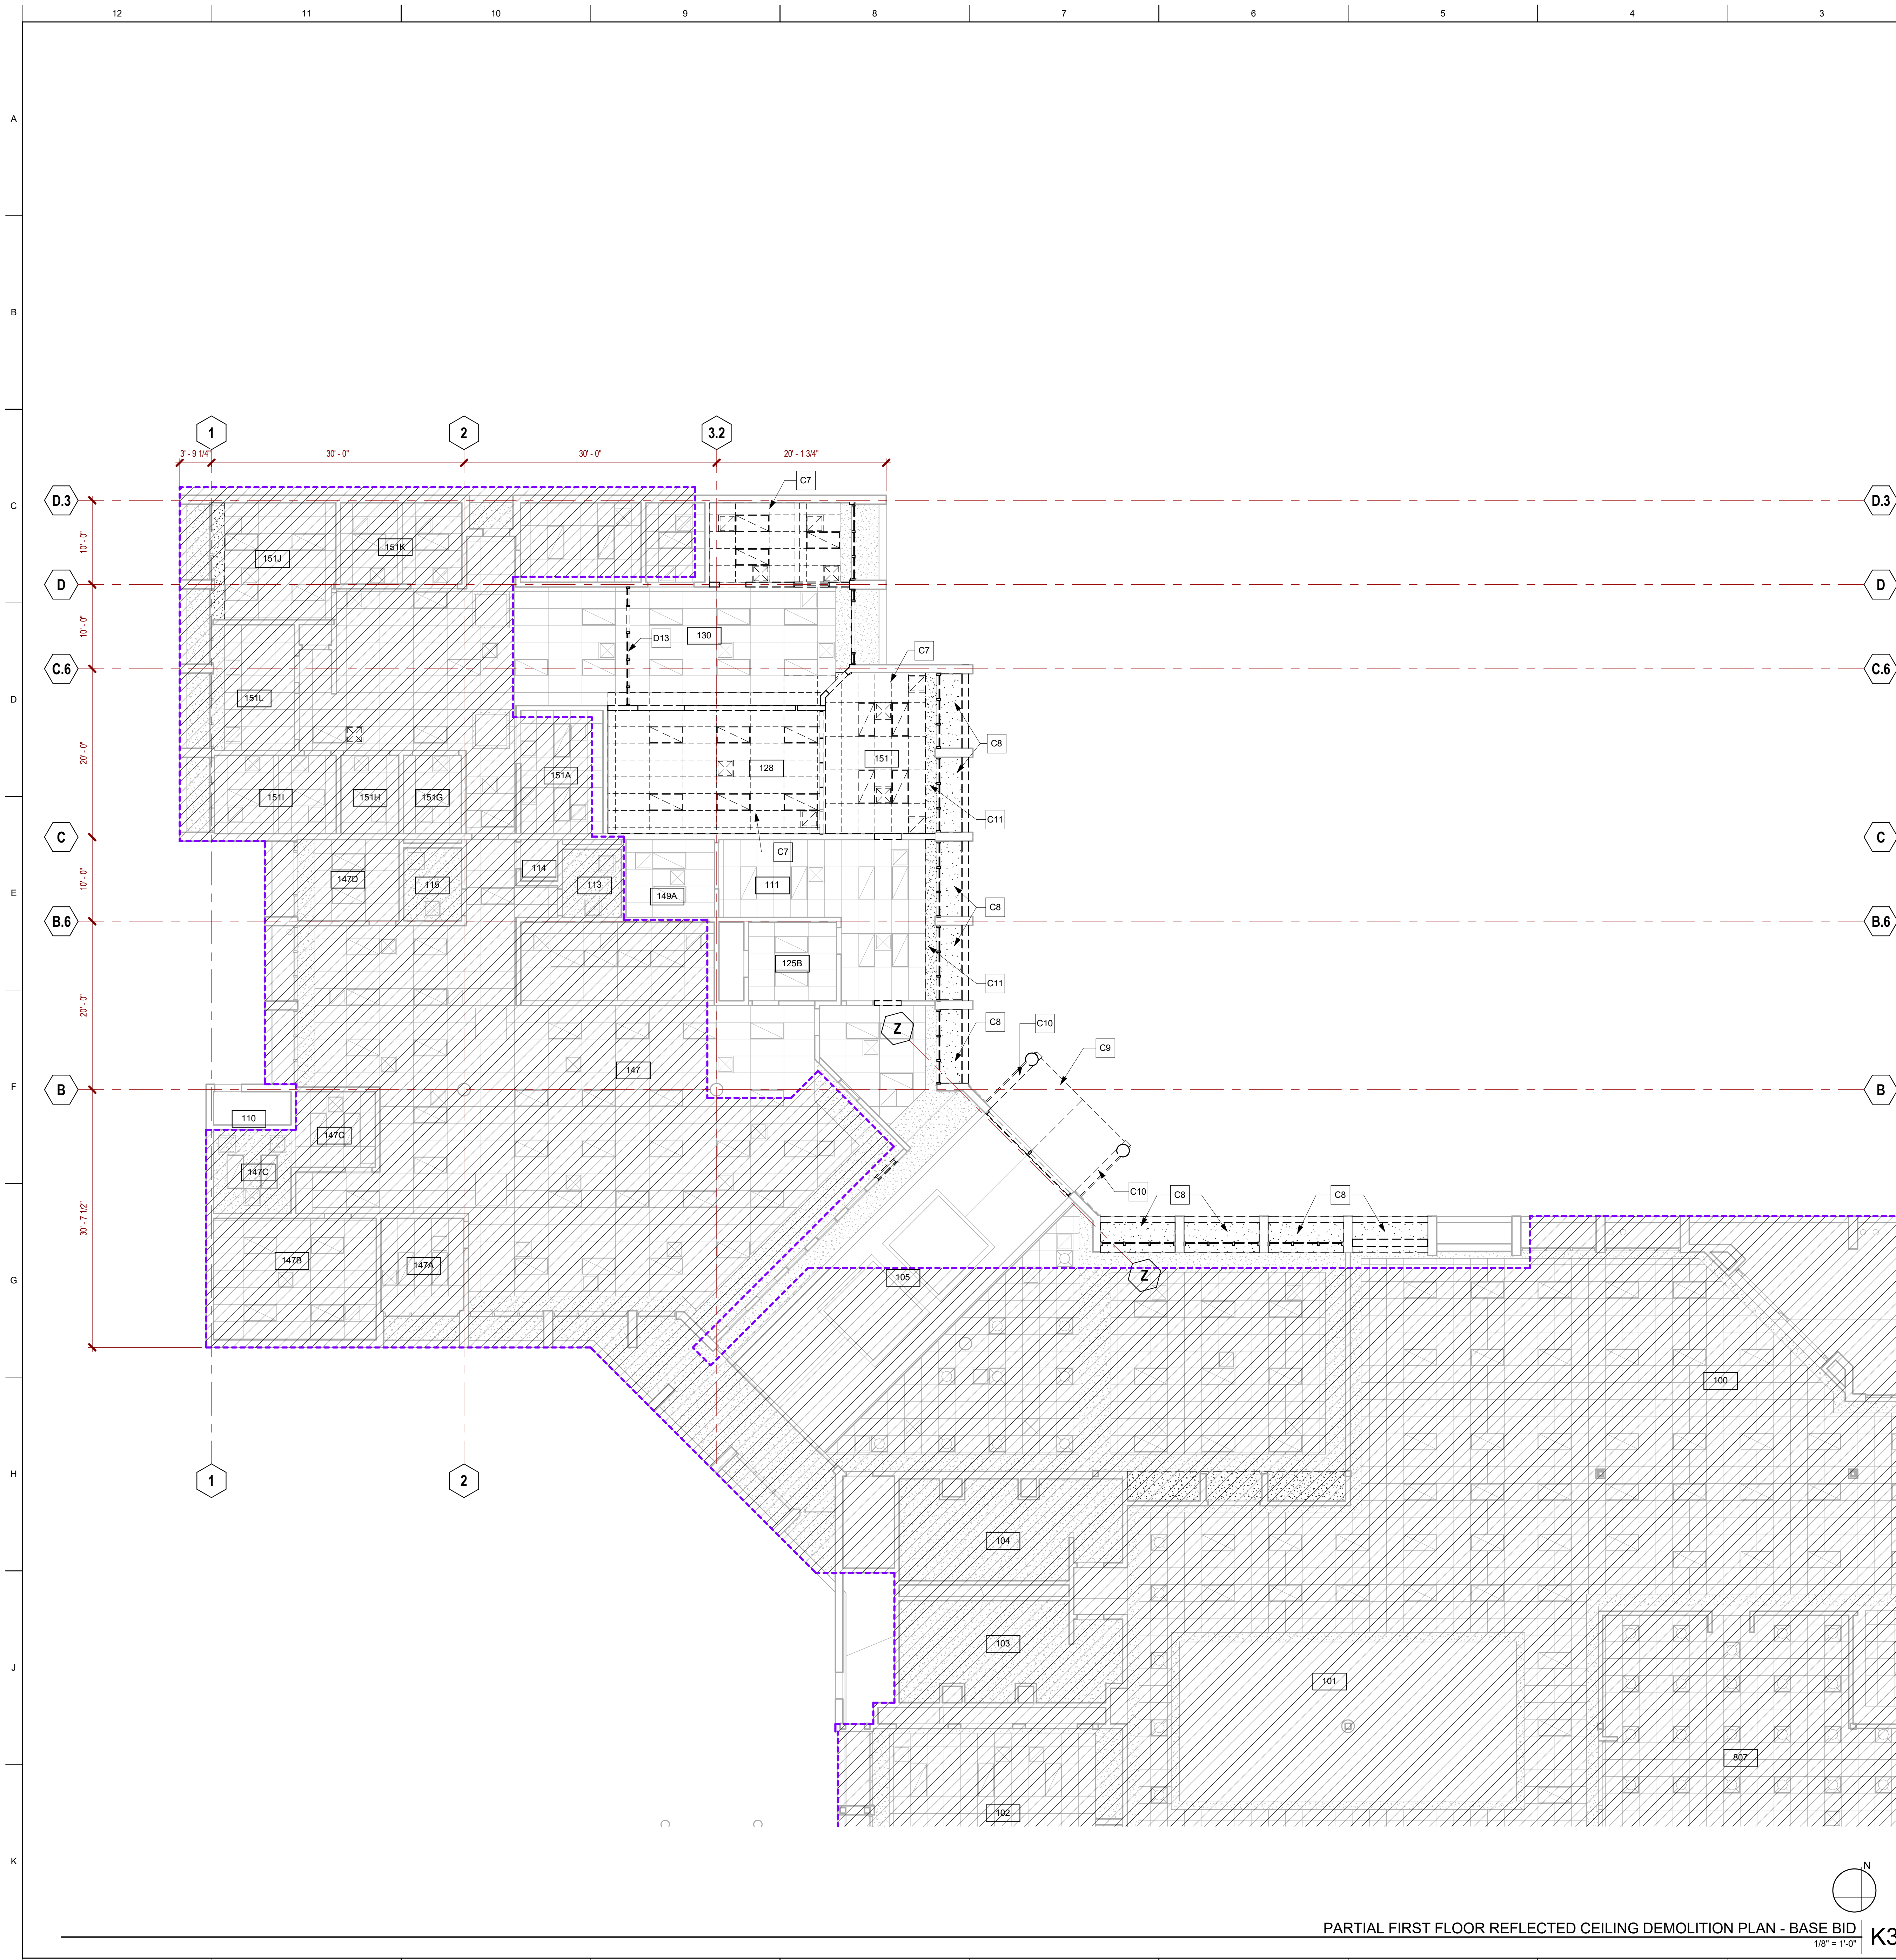 12 11 10 9 8 7 6 5 4 3
A
B
C
D
E
F
G
H
J
K
1 2 3.2
3' - 9 1/4" 30' - 0" 30' - 0" 20' - 1 3/4"
C7
D.3 D.3
10' - 0"
151J 151K
D D
10' - 0"
D13 130
C7
C.6 C.6
151L
20' - 0"
C8
151
128
151A
151I 151H 151G
C11
C C
C7
10' - 0"
114
147D 115 113 149A 111
C8
B.6 B.6
125B
C11
20' - 0"
Z C8 C10
C9
147
B B
110
147C
147C
C10 C8 C8
30' - 7 1/2"
147B 147A
105 Z
100
1 2
104
103
101
807
102
N
PARTIAL FIRST FLOOR REFLECTED CEILING DEMOLITION PLAN - BASE BID
1/8" = 1'-0"
K3